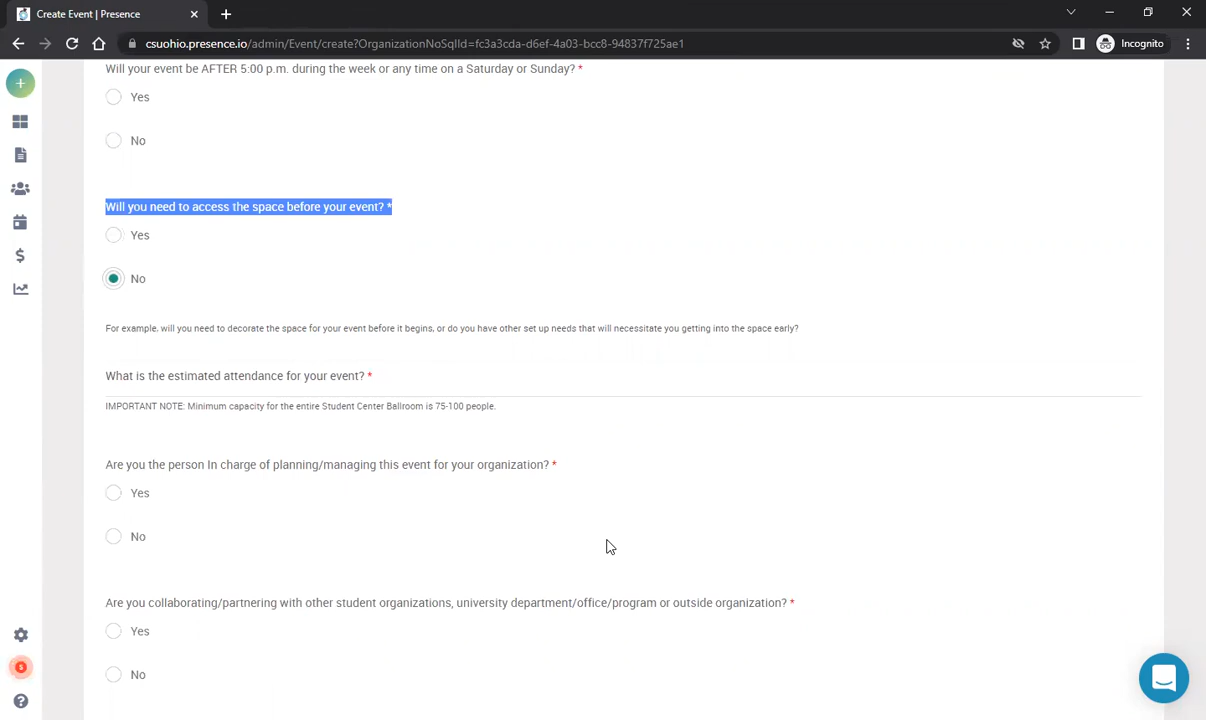 Create Event | Presence
csuohio.presence.io/admin/Event/create?OrganizationNoSqlId=fc3a3cda-d6ef-4a03-bcc8-94837f725ae1
Incognito
Will your event be AFTER 5:00 p.m. during the week or any time on a Saturday or Sunday? *
Yes
No
Will you need to access the space before your event? *
Yes
No
For example, will you need to decorate the space for your event before it begins, or do you have other set up needs that will necessitate you getting into the space early?
What is the estimated attendance for your event? *
IMPORTANT NOTE: Minimum capacity for the entire Student Center Ballroom is 75-100 people.
Are you the person In charge of planning/managing this event for your organization? *
Yes
No
Are you collaborating/partnering with other student organizations, university department/office/program or outside organization? *
Yes
No